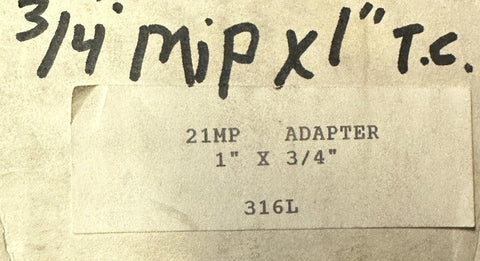 3/4" mip x 1" T.C.
21MP ADAPTER
1" X 3/4"
316L